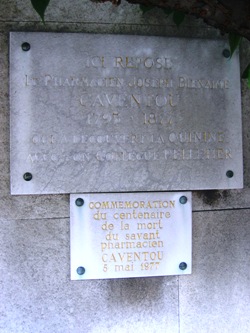 ICI REPOSE
LE PHARMACIEN JOSEPH BIENAIMÉ
CAVENTOU
1795 - 1877
QUI DÉCOUVRIT LA QUININE
AVEC SON COLLÈGUE PELLETIER
COMMEMORATION
du centenaire
de la mort
du savant
pharmacien
CAVENTOU
5 mai 1977